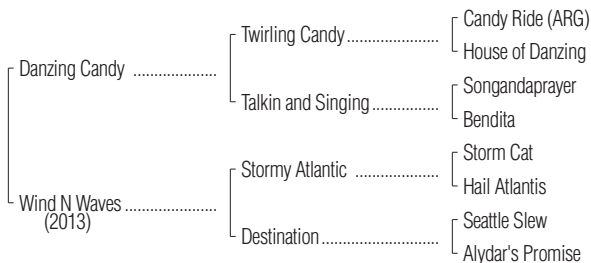 Candy Ride (ARG)
Twirling Candy....................
House of Danzing
Danzing Candy ....................
Songandaprayer
Talkin and Singing................
Bendita
Storm Cat
Stormy Atlantic ..................
Hail Atlantis
Wind N Waves......................
(2013)
Seattle Slew
Destination.........................
Alydar's Promise